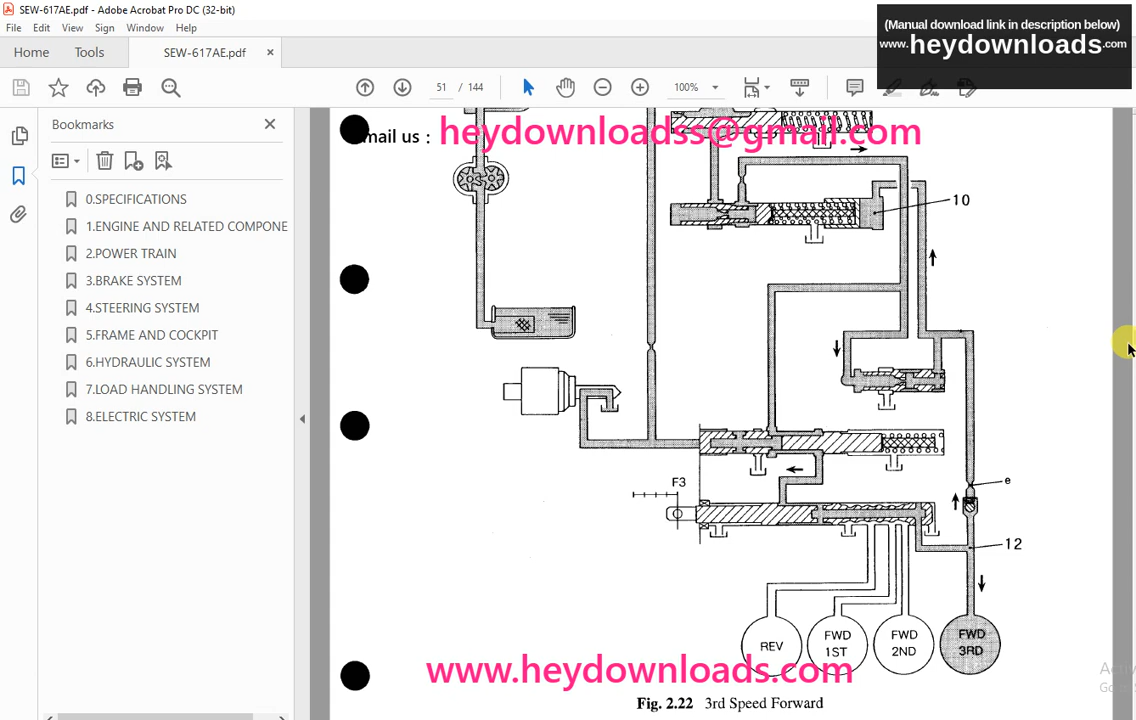 SEW-617AE.pdf - Adobe Acrobat Pro DC (32-bit)
File Edit View Sign Window Help
(Manual download link in description below)
www.heydownloads.com
Home Tools SEW-617AE.pdf ×
51 / 144 100%
Bookmarks
0.SPECIFICATIONS
1.ENGINE AND RELATED COMPONE
2.POWER TRAIN
3.BRAKE SYSTEM
4.STEERING SYSTEM
5.FRAME AND COCKPIT
6.HYDRAULIC SYSTEM
7.LOAD HANDLING SYSTEM
8.ELECTRIC SYSTEM
mail us : heydownloadss@gmail.com
10
F3
e
12
REV
FWD
1ST
FWD
2ND
FWD
3RD
www.heydownloads.com
Fig. 2.22 3rd Speed Forward